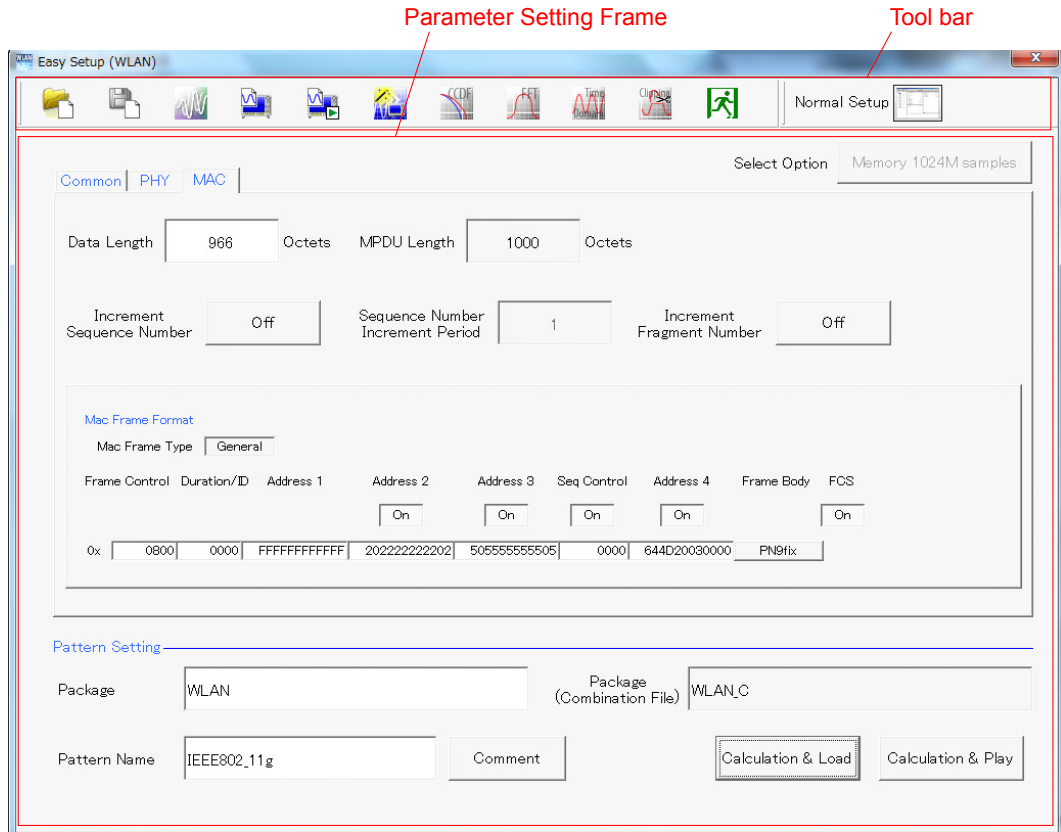 Parameter Setting Frame Tool bar
WLAN Easy Setup (WLAN) x
CCDF FFT Time Domain Clipping Normal Setup
Select Option Memory 1024M samples
Common PHY MAC
Data Length 966 Octets MPDU Length 1000 Octets
Increment Sequence Number Off Sequence Number Increment Period 1 Increment Fragment Number Off
Mac Frame Format
Mac Frame Type General
Frame Control Duration/ID Address 1 Address 2 Address 3 Seq Control Address 4 Frame Body FCS
On On On On On
0x 0800 0000 FFFFFFFFFFFF 202222222202 505555555505 0000 644D20030000 PN9fix
Pattern Setting
Package WLAN Package (Combination File) WLAN_C
Pattern Name IEEE802_11g Comment Calculation & Load Calculation & Play